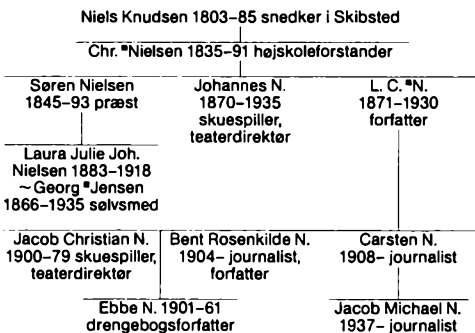 Niels Knudsen 1803–85 snedker i Skibsted
Chr. *Nielsen 1835–91 højskoleforstander
Søren Nielsen
1845–93 præst
Johannes N.
1870–1935
skuespiller,
teaterdirektør
L. C. *N.
1871–1930
forfatter
Laura Julie Joh.
Nielsen 1883–1918
~Georg *Jensen
1866–1935 sølvsmed
Jacob Christian N.
1900–79 skuespiller,
teaterdirektør
Bent Rosenkilde N.
1904– journalist,
forfatter
Carsten N.
1908– journalist
Ebbe N. 1901–61
drengebogsforfatter
Jacob Michael N.
1937– journalist